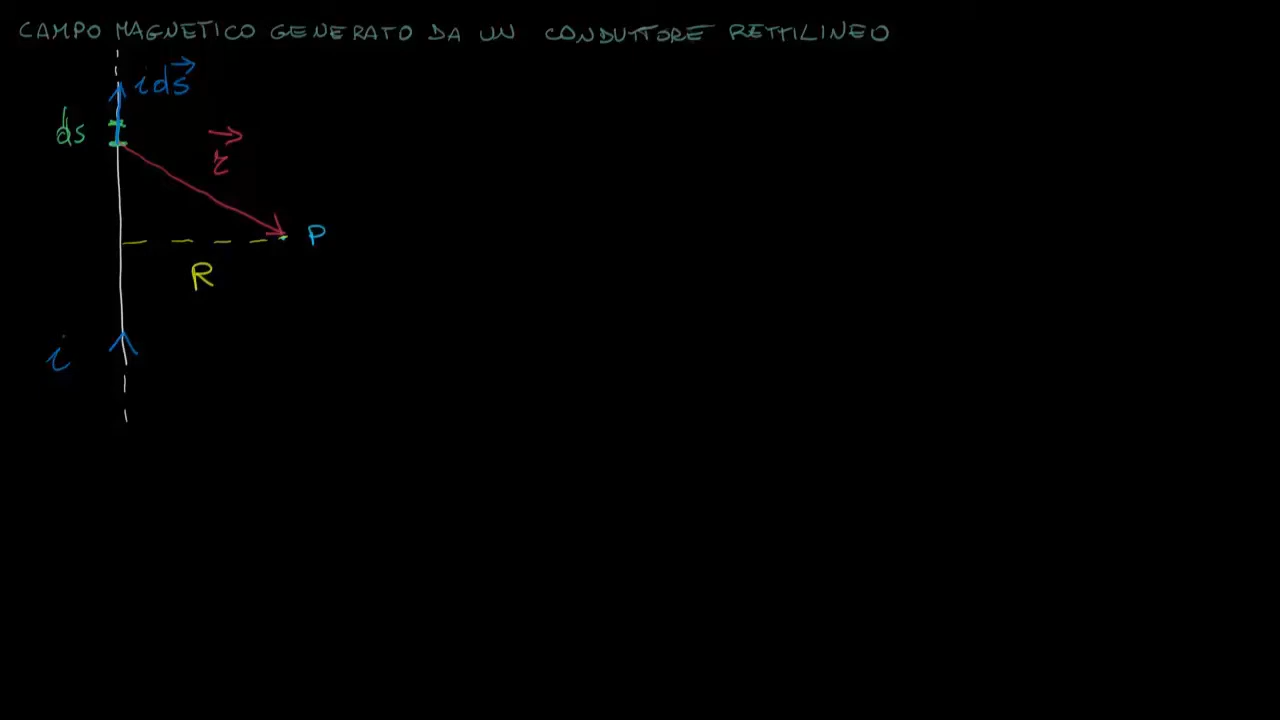 CAMPO MAGNETICO GENERATO DA UN CONDUTTORE RETTILINEO
i ds⃗
ds
r⃗
P
R
i